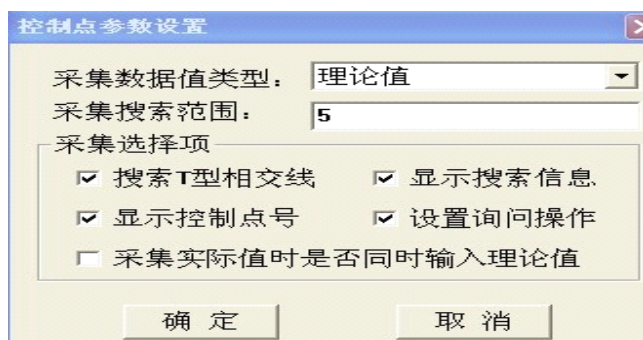 控制点参数设置
采集数据值类型: 理论值
采集搜索范围: 5
采集选择项
搜索T型相交线 显示搜索信息
显示控制点号 设置询问操作
采集实际值时是否同时输入理论值
确 定 取 消